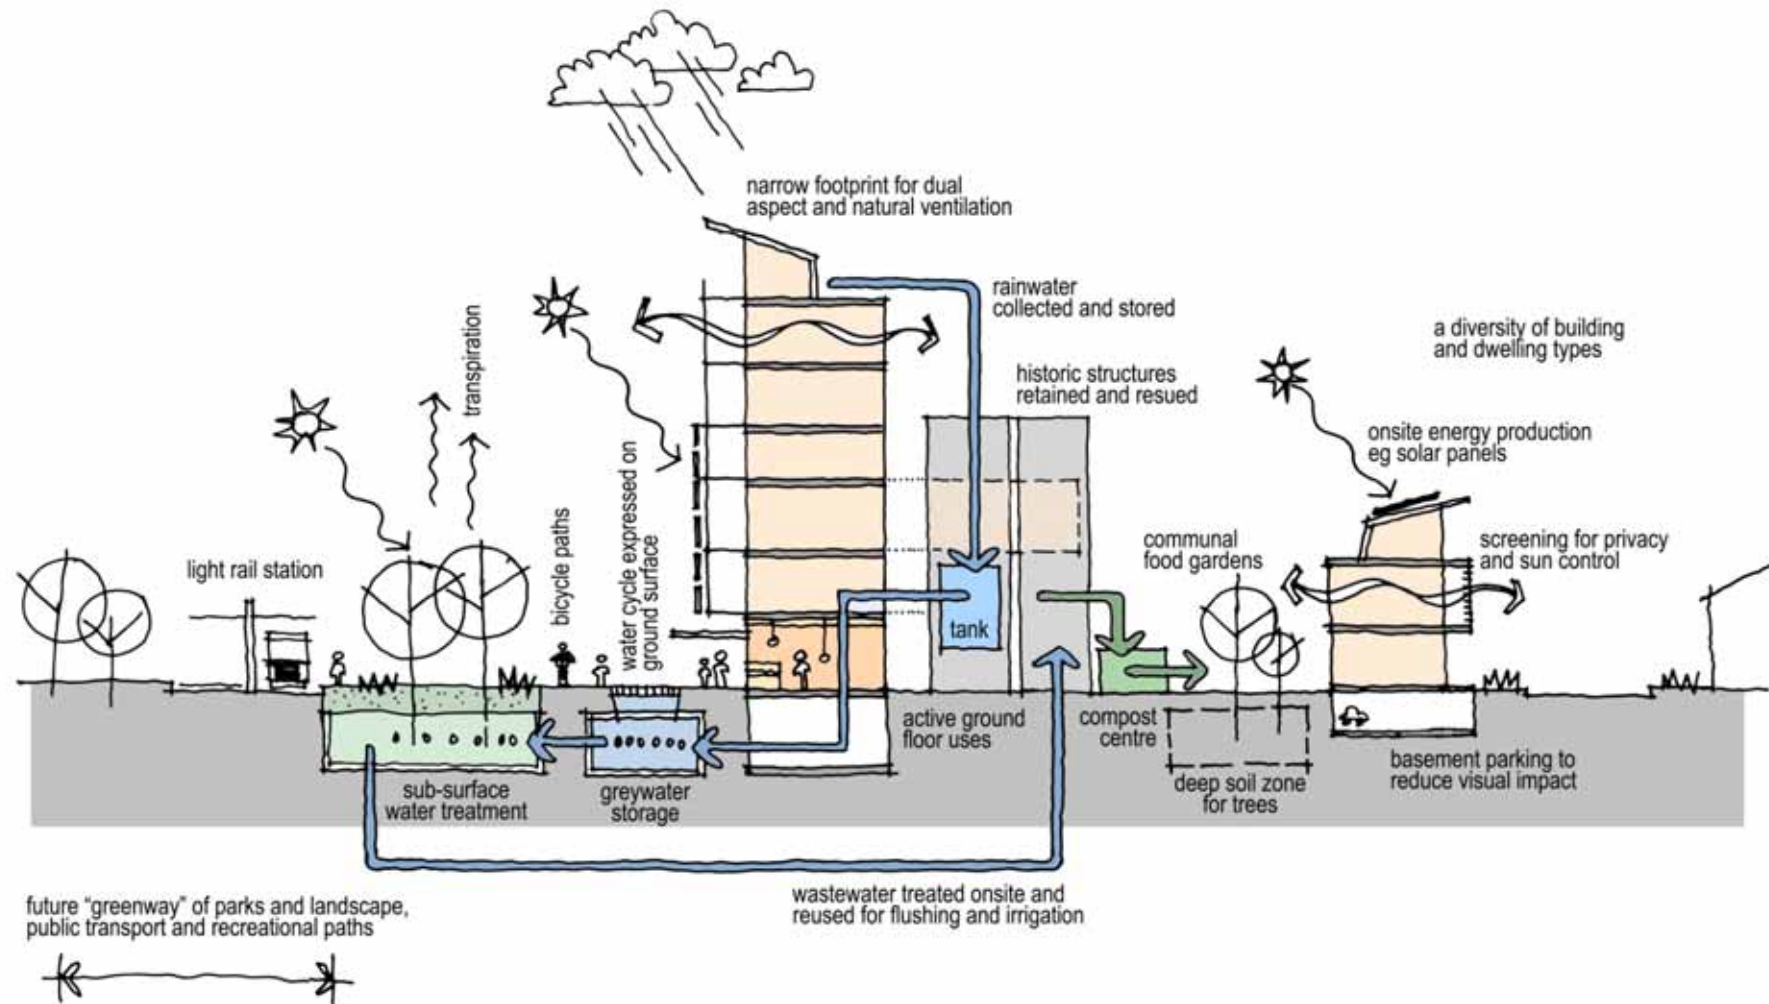 narrow footprint for dual
aspect and natural ventilation
rainwater
collected and stored
a diversity of building
and dwelling types
historic structures
retained and resued
onsite energy production
eg solar panels
transpiration
water cycle expressed on
ground surface
bicycle paths
light rail station
communal
food gardens
screening for privacy
and sun control
tank
active ground
floor uses
compost
centre
deep soil zone
for trees
basement parking to
reduce visual impact
sub-surface
water treatment
greywater
storage
wastewater treated onsite and
reused for flushing and irrigation
future “greenway” of parks and landscape,
public transport and recreational paths